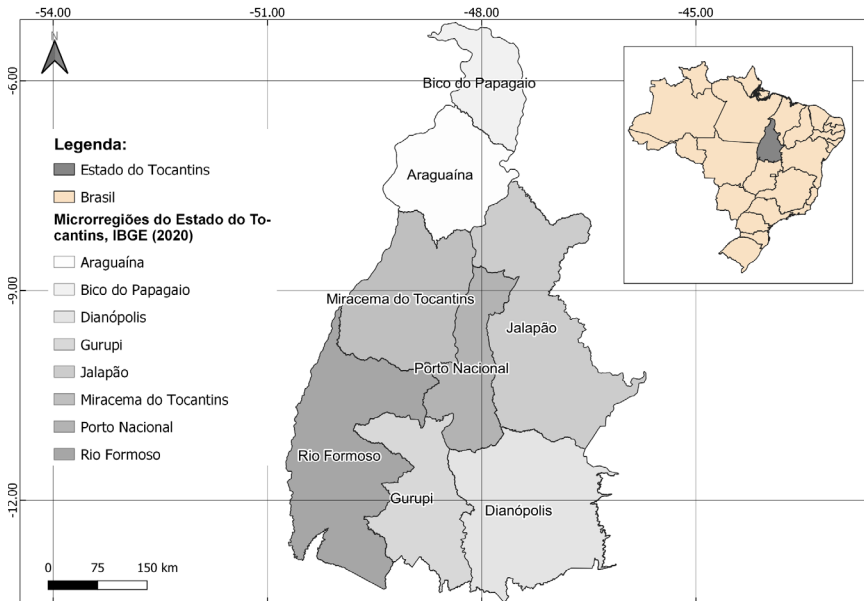 -54.00
-51.00
-48.00
-45.00
N
-6.00
-9.00
-12.00
Legenda:
Estado do Tocantins
Brasil
Microrregiões do Estado do To-
cantins, IBGE (2020)
Araguaína
Bico do Papagaio
Dianópolis
Gurupi
Jalapão
Miracema do Tocantins
Porto Nacional
Rio Formoso
0 75 150 km
Bico do Papagaio
Araguaína
Miracema do Tocantins
Jalapão
Porto Nacional
Rio Formoso
Gurupi
Dianópolis